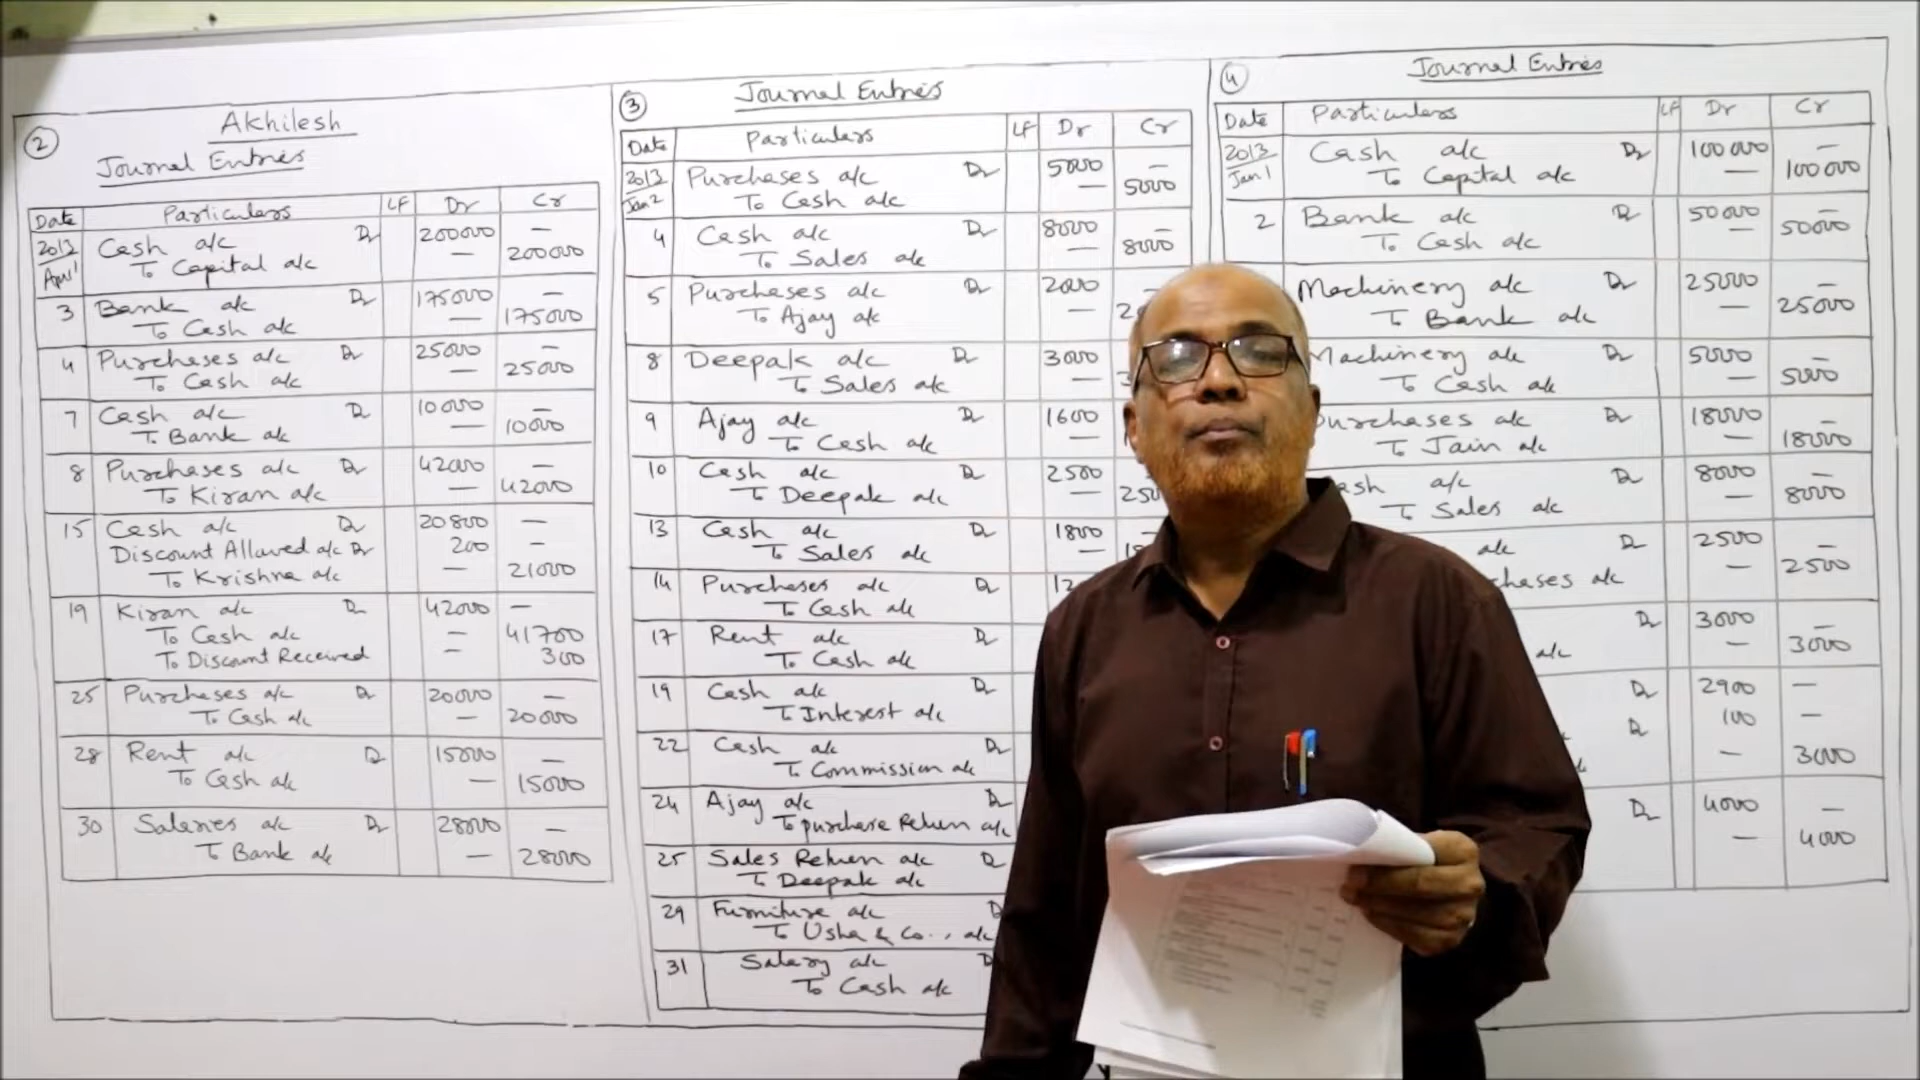 2
Akhilesh
Journal Entries
Date Particulars LF Dr Cr
2013 Apr 1 Cash a/c Dr 200000 –
To Capital a/c — 200000
3 Bank a/c Dr 175000 –
To Cash a/c — 175000
4 Purchases a/c Dr 25000 –
To Cash a/c — 25000
7 Cash a/c Dr 10000 –
To Bank a/c — 10000
8 Purchases a/c Dr 42000 –
To Kiran a/c — 42000
15 Cash a/c Dr 20800 —
Discount Allowed a/c Dr 200 –
To Krishna a/c — 21000
19 Kiran a/c Dr 42000 —
To Cash a/c – 41700
To Discount Received – 300
25 Purchases a/c Dr 20000 —
To Cash a/c — 20000
28 Rent a/c Dr 15000 —
To Cash a/c — 15000
30 Salaries a/c Dr 28000 —
To Bank a/c — 28000
3
Journal Entries
Date Particulars LF Dr Cr
2013 Jan 2 Purchases a/c Dr 5000 —
To Cash a/c — 5000
4 Cash a/c Dr 8000 –
To Sales a/c — 8000
5 Purchases a/c Dr 2000 –
To Ajay a/c —
8 Deepak a/c Dr 3000
To Sales a/c —
9 Ajay a/c Dr 1600
To Cash a/c —
10 Cash a/c Dr 2500
To Deepak a/c —
13 Cash a/c Dr 1800
To Sales a/c —
14 Purchases a/c Dr
To Cash a/c
17 Rent a/c Dr
To Cash a/c
19 Cash a/c Dr
To Interest a/c
22 Cash a/c Dr
To Commission a/c
24 Ajay a/c Dr
To purchase Return a/c
25 Sales Return a/c D
To Deepak a/c
29 Furniture a/c D
To Usha & Co., a/c
31 Salary a/c D
To Cash a/c
4
Journal Entries
Date Particulars LF Dr Cr
2013 Jan 1 Cash a/c Dr 100000 –
To Capital a/c — 100000
2 Bank a/c Dr 50000 –
To Cash a/c — 50000
Machinery a/c Dr 25000 –
To Bank a/c — 25000
Machinery a/c Dr 5000 –
To Cash a/c — 5000
Purchases a/c Dr 18000 –
To Jain a/c — 18000
Cash a/c Dr 8000 –
To Sales a/c — 8000
a/c Dr 2500 –
chases a/c — 2500
Dr 3000 –
a/c — 3000
Dr 2900 —
Dr 100 —
— 3000
Dr 4000 –
— 4000